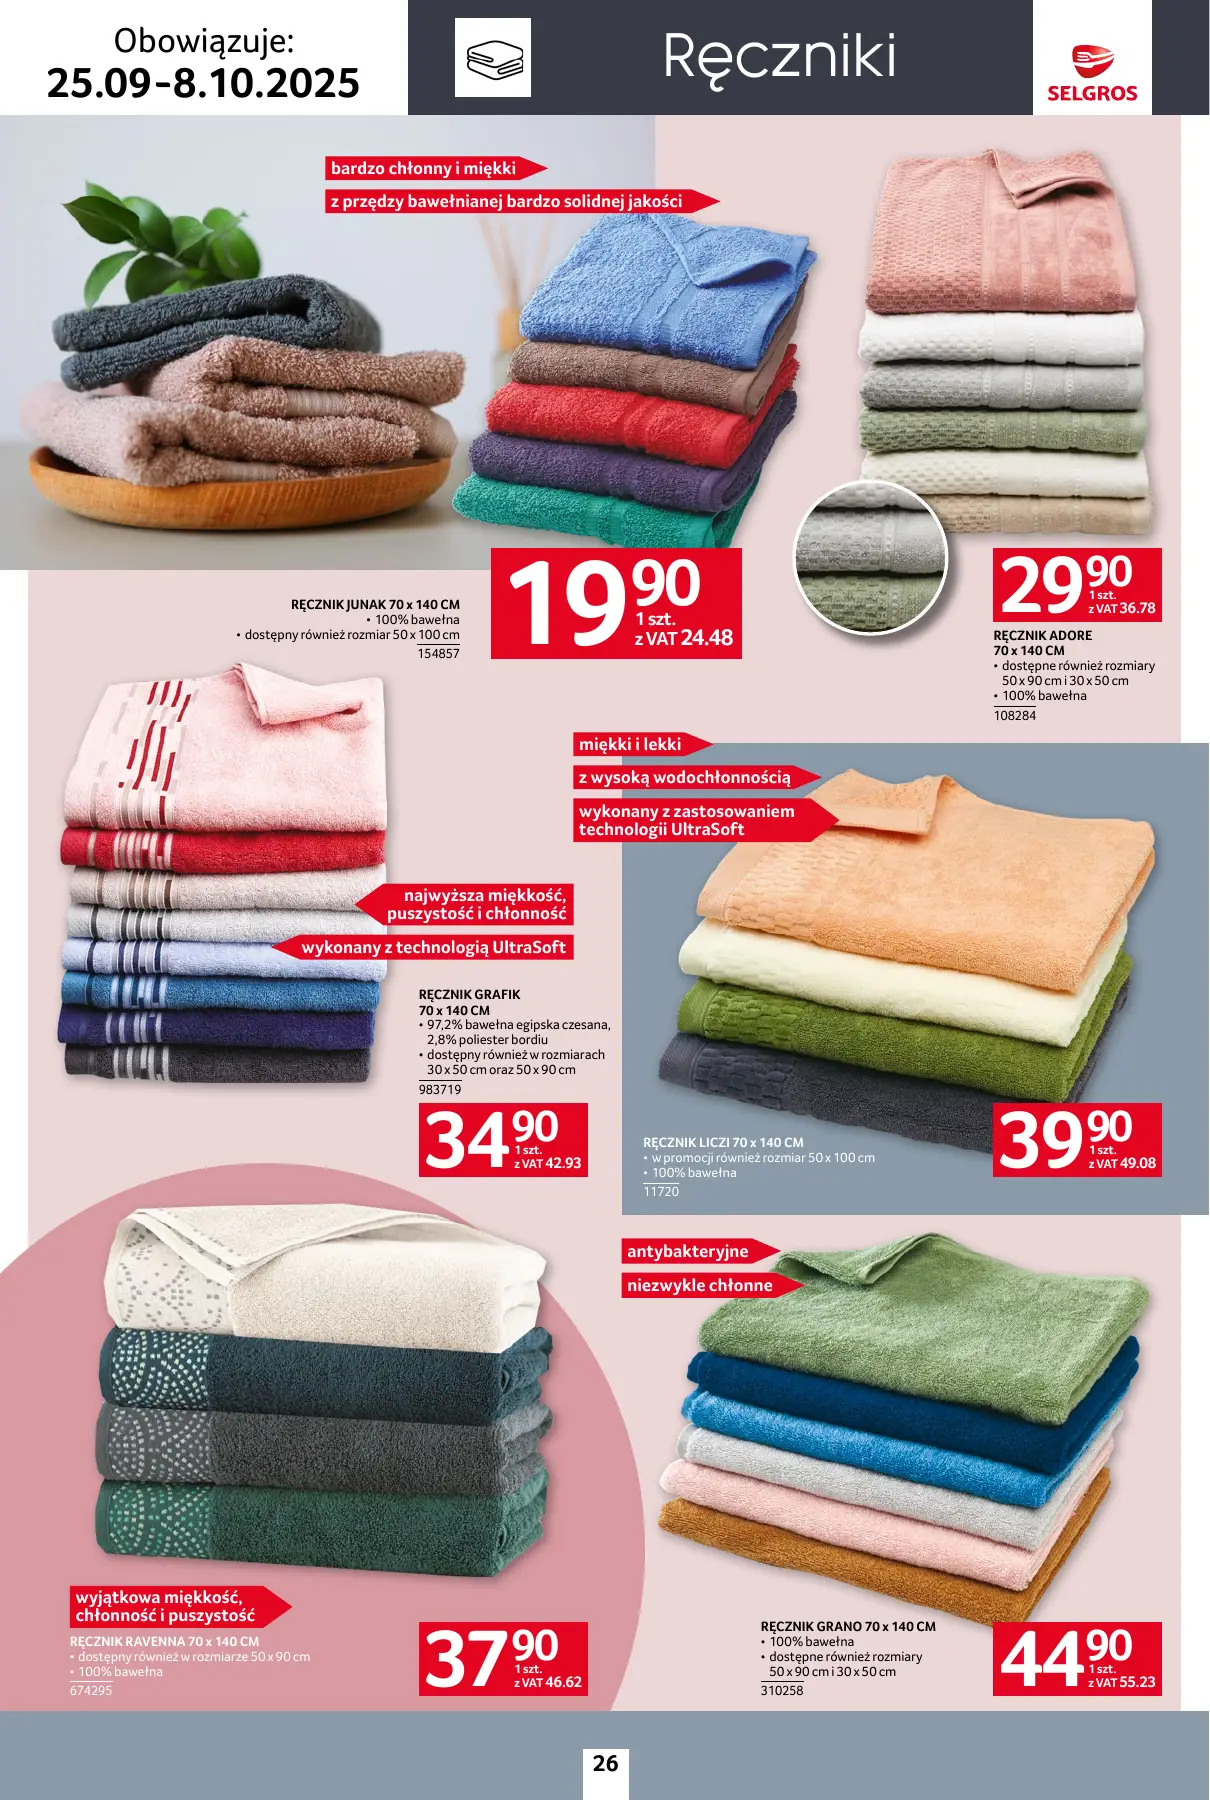 Obowiązuje:
25.09-8.10.2025
Ręczniki
SELGROS
bardzo chłonny i miękki
z przędzy bawełnianej bardzo solidnej jakości
19 90
1 szt.
z VAT 24.48
RĘCZNIK JUNAK 70 x 140 CM
• 100% bawełna
• dostępny również rozmiar 50 x 100 cm
154857
29 90
1 szt.
z VAT 36.78
RĘCZNIK ADORE
70 x 140 CM
• dostępne również rozmiary
50 x 90 cm i 30 x 50 cm
• 100% bawełna
108284
miękki i lekki
z wysoką wodochłonnością
wykonany z zastosowaniem
technologii UltraSoft
najwyższa miękkość,
puszystość i chłonność
wykonany z technologią UltraSoft
RĘCZNIK GRAFIK
70 x 140 CM
• 97,2% bawełna egipska czesana,
2,8% poliester bordiu
• dostępny również w rozmiarach
30 x 50 cm oraz 50 x 90 cm
983719
34 90
1 szt.
z VAT 42.93
RĘCZNIK LICZI 70 x 140 CM
• w promocji również rozmiar 50 x 100 cm
• 100% bawełna
11720
39 90
1 szt.
z VAT 49.08
antybakteryjne
niezwykle chłonne
wyjątkowa miękkość,
chłonność i puszystość
RĘCZNIK RAVENNA 70 x 140 CM
• dostępny również w rozmiarze 50 x 90 cm
• 100% bawełna
674295
37 90
1 szt.
z VAT 46.62
RĘCZNIK GRANO 70 x 140 CM
• 100% bawełna
• dostępne również rozmiary
50 x 90 cm i 30 x 50 cm
310258
44 90
1 szt.
z VAT 55.23
26